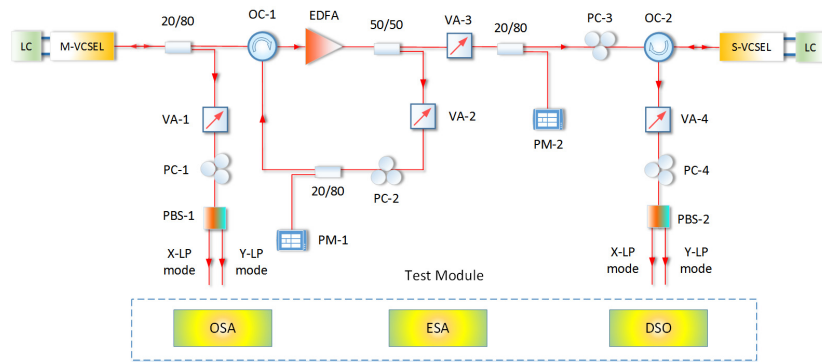 20/80
OC-1
EDFA
50/50
VA-3
20/80
PC-3
OC-2
LC
M-VCSEL
S-VCSEL
LC
VA-1
VA-2
PM-2
VA-4
PC-1
20/80
PC-2
PC-4
PBS-1
PM-1
PBS-2
X-LP
mode
Y-LP
mode
X-LP
mode
Y-LP
mode
Test Module
OSA
ESA
DSO